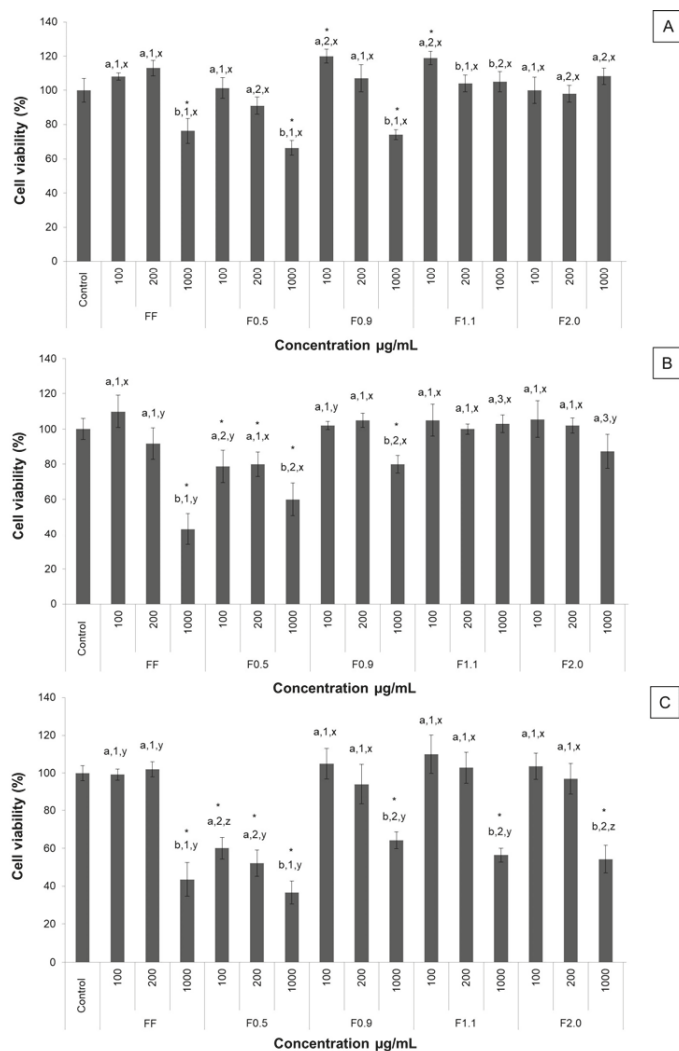 A
Cell viability (%)
140
120
100
80
60
40
20
0
a,1,x
a,1,x
*
b,1,x
a,1,x
a,2,x
*
b,1,x
*
a,2,x
a,1,x
*
b,1,x
*
a,2,x
b,1,x
b,2,x
a,1,x
a,2,x
a,2,x
Control 100 200 1000 100 200 1000 100 200 1000 100 200 1000 100 200 1000
FF F0.5 F0.9 F1.1 F2.0
Concentration µg/mL
B
Cell viability (%)
140
120
100
80
60
40
20
0
a,1,x
a,1,y
*
b,1,y
*
a,2,y
*
a,1,x
*
b,2,x
a,1,y
a,1,x
*
b,2,x
a,1,x
a,1,x
a,3,x
a,1,x
a,1,x
a,3,y
Control 100 200 1000 100 200 1000 100 200 1000 100 200 1000 100 200 1000
FF F0.5 F0.9 F1.1 F2.0
Concentration µg/mL
C
Cell viability (%)
140
120
100
80
60
40
20
0
a,1,y
a,1,y
*
b,1,y
*
a,2,z
*
a,2,y
*
b,1,y
a,1,x
a,1,x
*
b,2,y
a,1,x
a,1,x
*
b,2,y
a,1,x
a,1,x
*
b,2,z
Control 100 200 1000 100 200 1000 100 200 1000 100 200 1000 100 200 1000
FF F0.5 F0.9 F1.1 F2.0
Concentration µg/mL